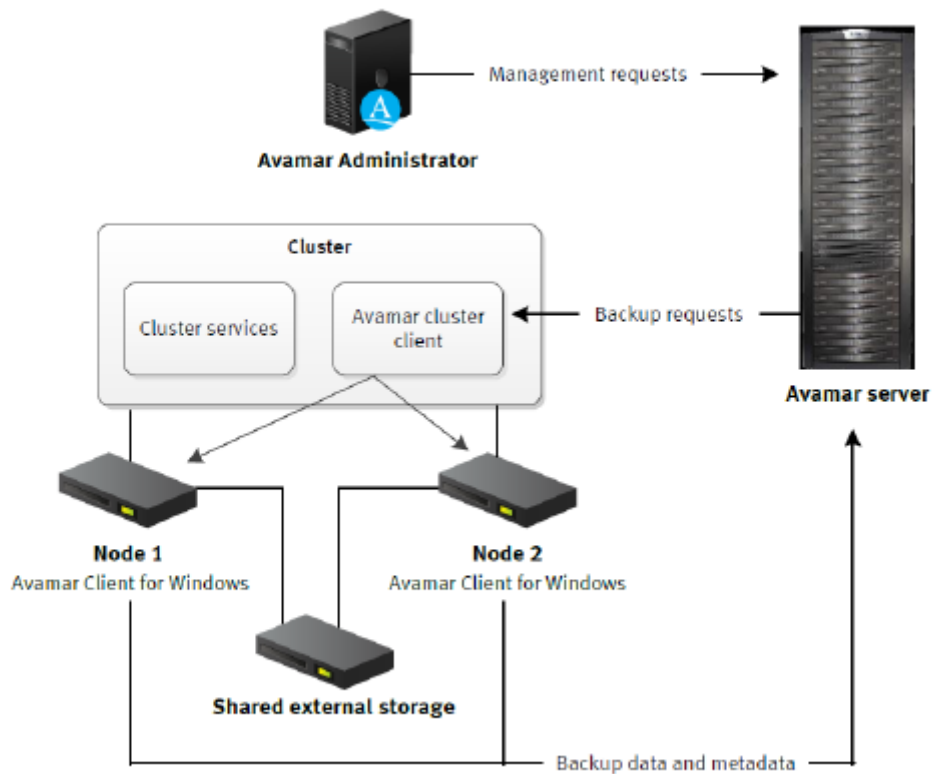 Management requests
A
Avamar Administrator
Cluster
Cluster services
Avamar cluster
client
Backup requests
Avamar server
Node 1
Avamar Client for Windows
Node 2
Avamar Client for Windows
Shared external storage
Backup data and metadata